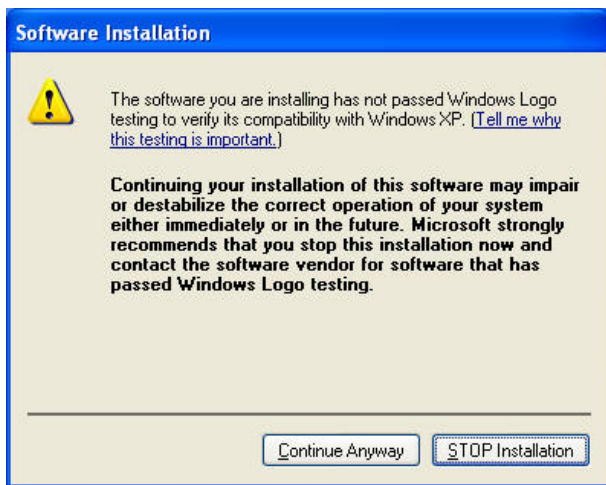 Software Installation
The software you are installing has not passed Windows Logo
testing to verify its compatibility with Windows XP. (Tell me why
this testing is important.)
Continuing your installation of this software may impair
or destabilize the correct operation of your system
either immediately or in the future. Microsoft strongly
recommends that you stop this installation now and
contact the software vendor for software that has
passed Windows Logo testing.
Continue Anyway
STOP Installation